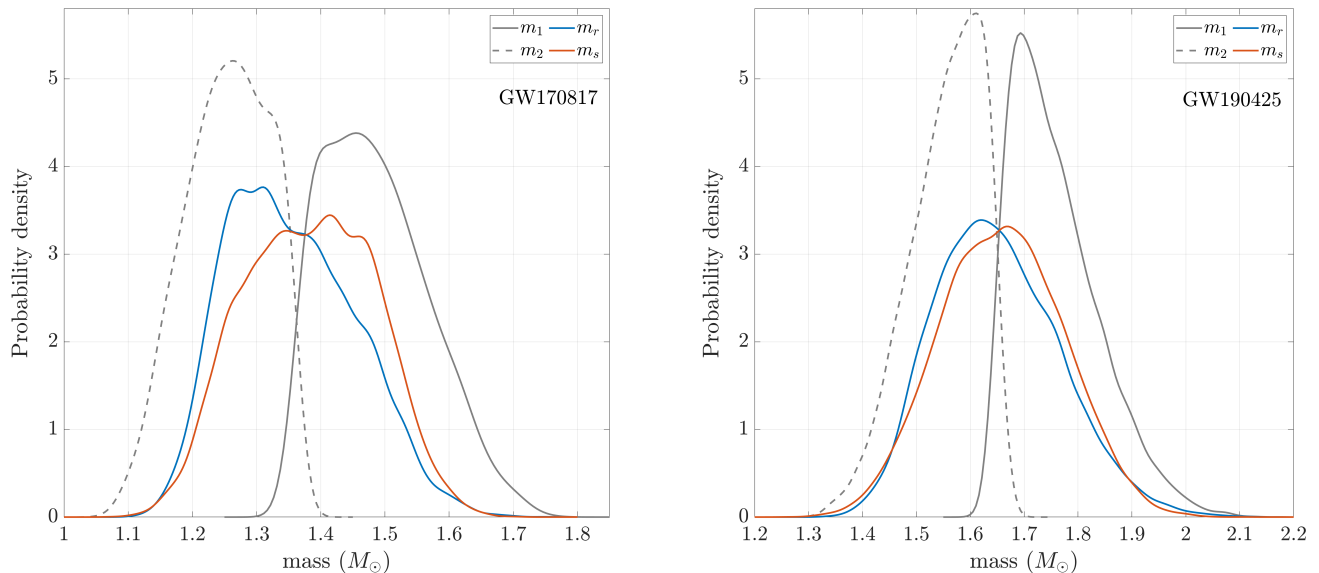 Probability density
5
4
3
2
1
0
1 1.1 1.2 1.3 1.4 1.5 1.6 1.7 1.8
mass (M⊙)
m₁ mᵣ
m₂ mₛ
GW170817
Probability density
5
4
3
2
1
0
1.2 1.3 1.4 1.5 1.6 1.7 1.8 1.9 2 2.1 2.2
mass (M⊙)
m₁ mᵣ
m₂ mₛ
GW190425